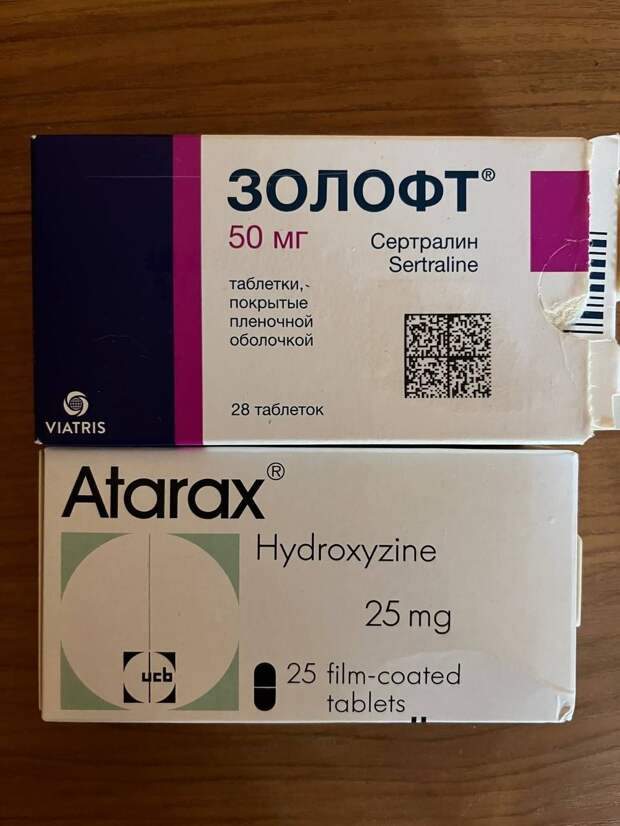 ЗОЛОФТ®
50 мг
Сертралин
Sertraline
таблетки,
покрытые
пленочной
оболочкой
28 таблеток
VIATRIS
Atarax®
Hydroxyzine
25 mg
ucb
25 film-coated
tablets